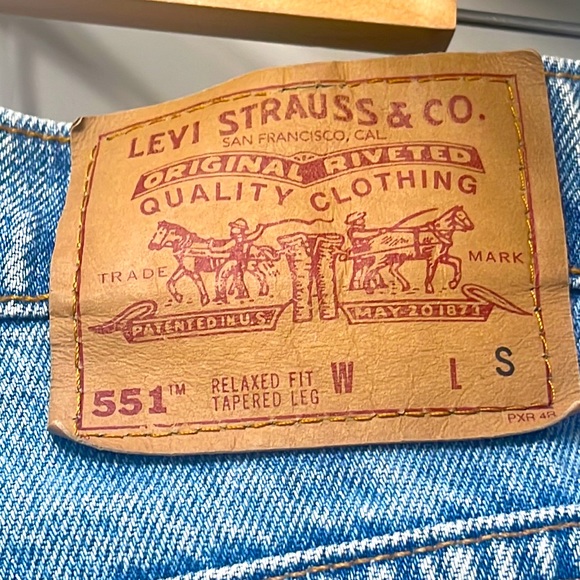 LEVI STRAUSS & CO.
SAN FRANCISCO, CAL.
ORIGINAL RIVETED
QUALITY CLOTHING
TRADE MARK
PATENTED IN U.S. MAY 20 1871
551™ RELAXED FIT W L S
TAPERED LEG
PXR 4R